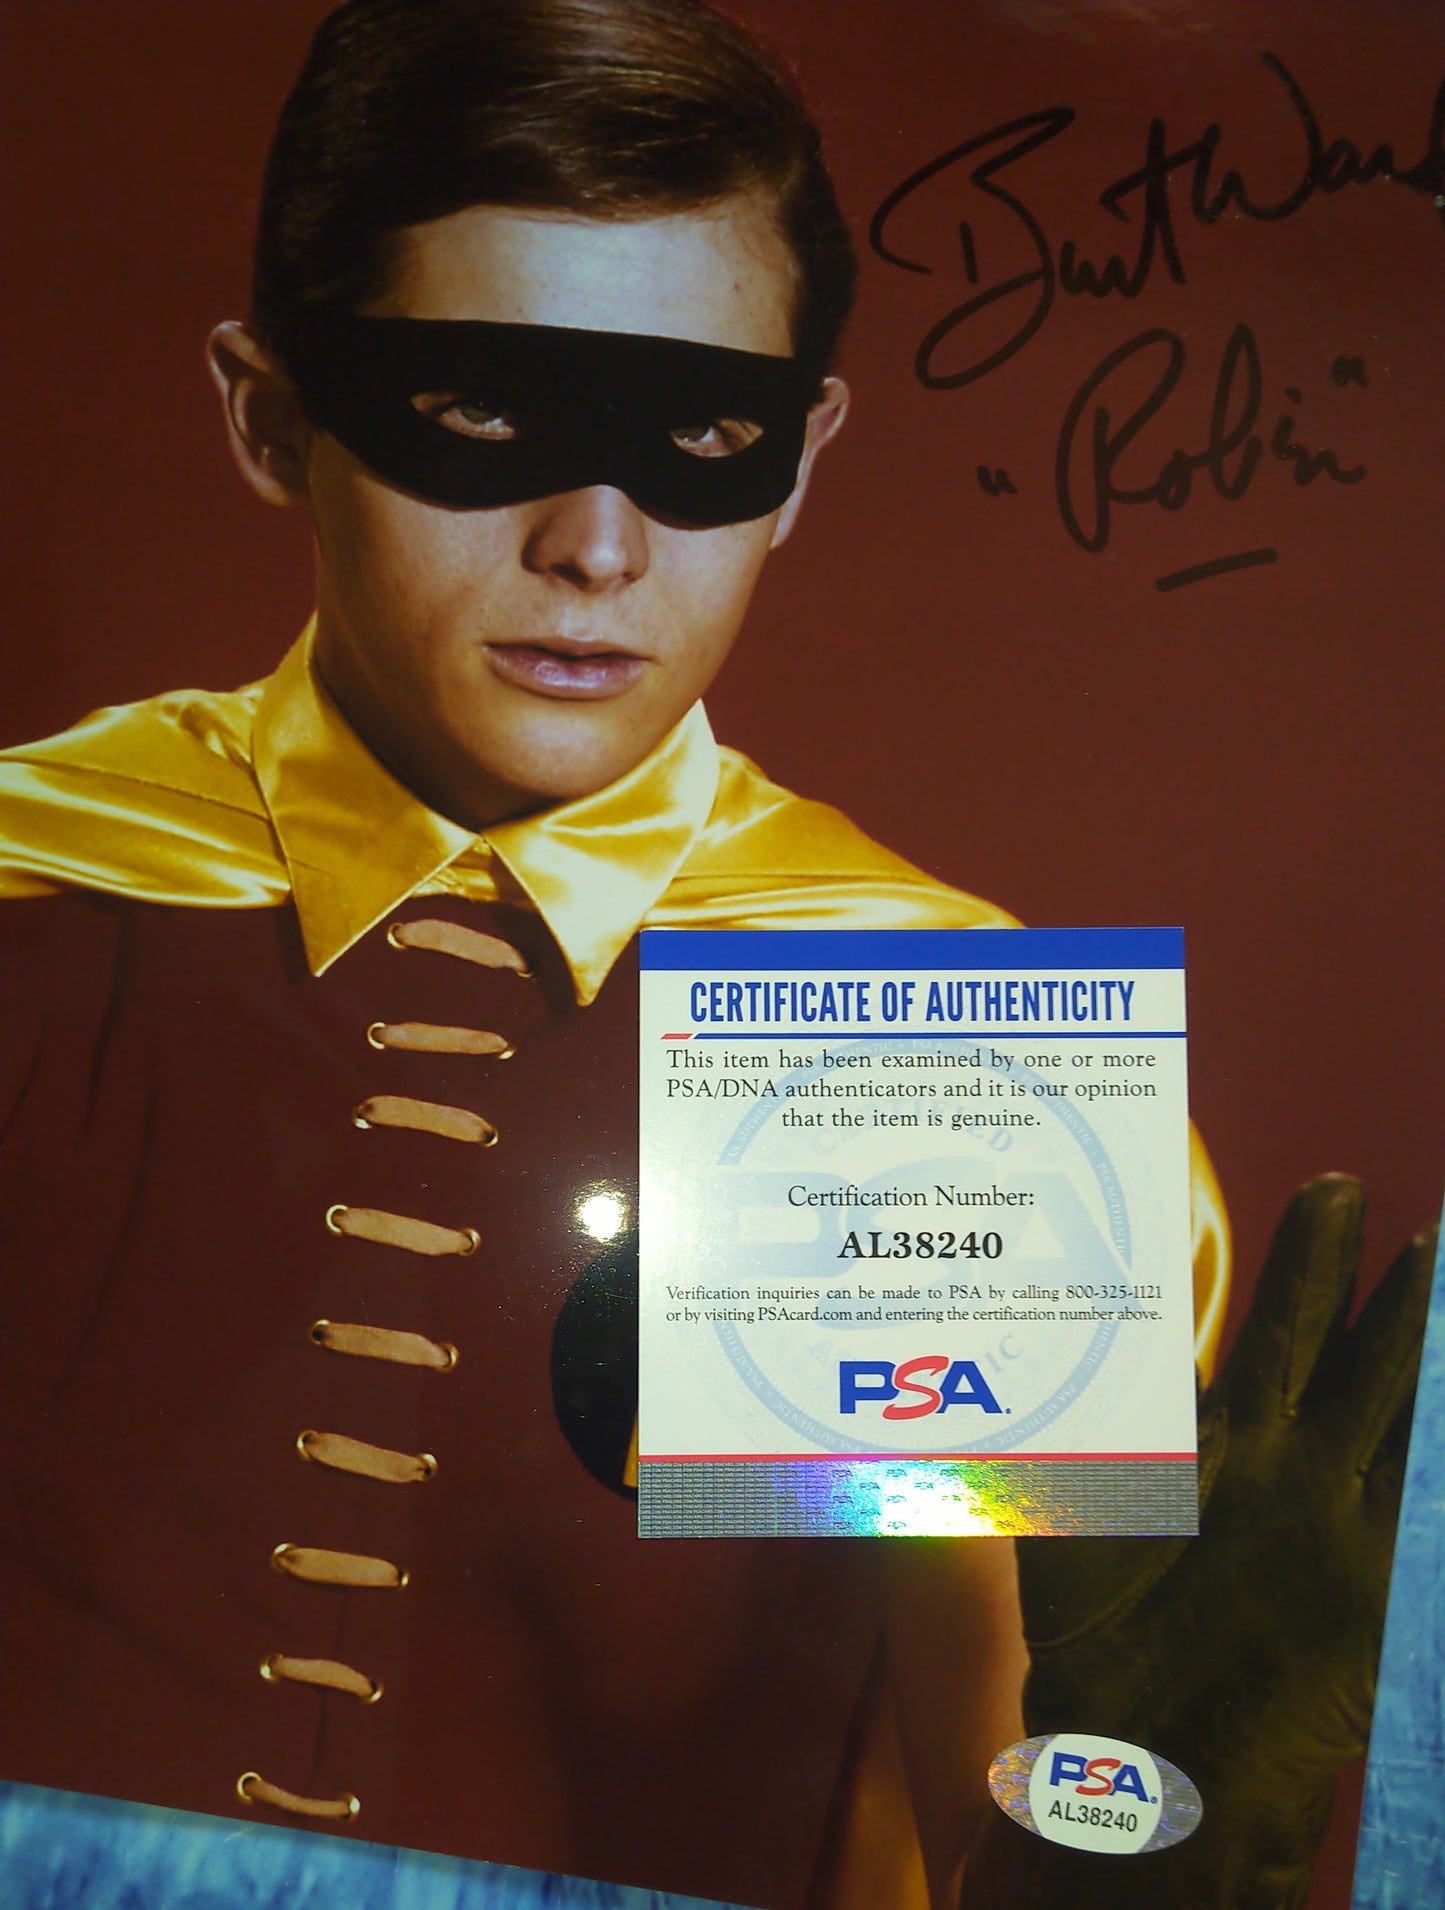 Burt Ward
"Robin"
CERTIFICATE OF AUTHENTICITY
This item has been examined by one or more
PSA/DNA authenticators and it is our opinion
that the item is genuine.
Certification Number:
AL38240
Verification inquiries can be made to PSA by calling 800-325-1121
or by visiting PSAcard.com and entering the certification number above.
PSA
PSA
AL38240